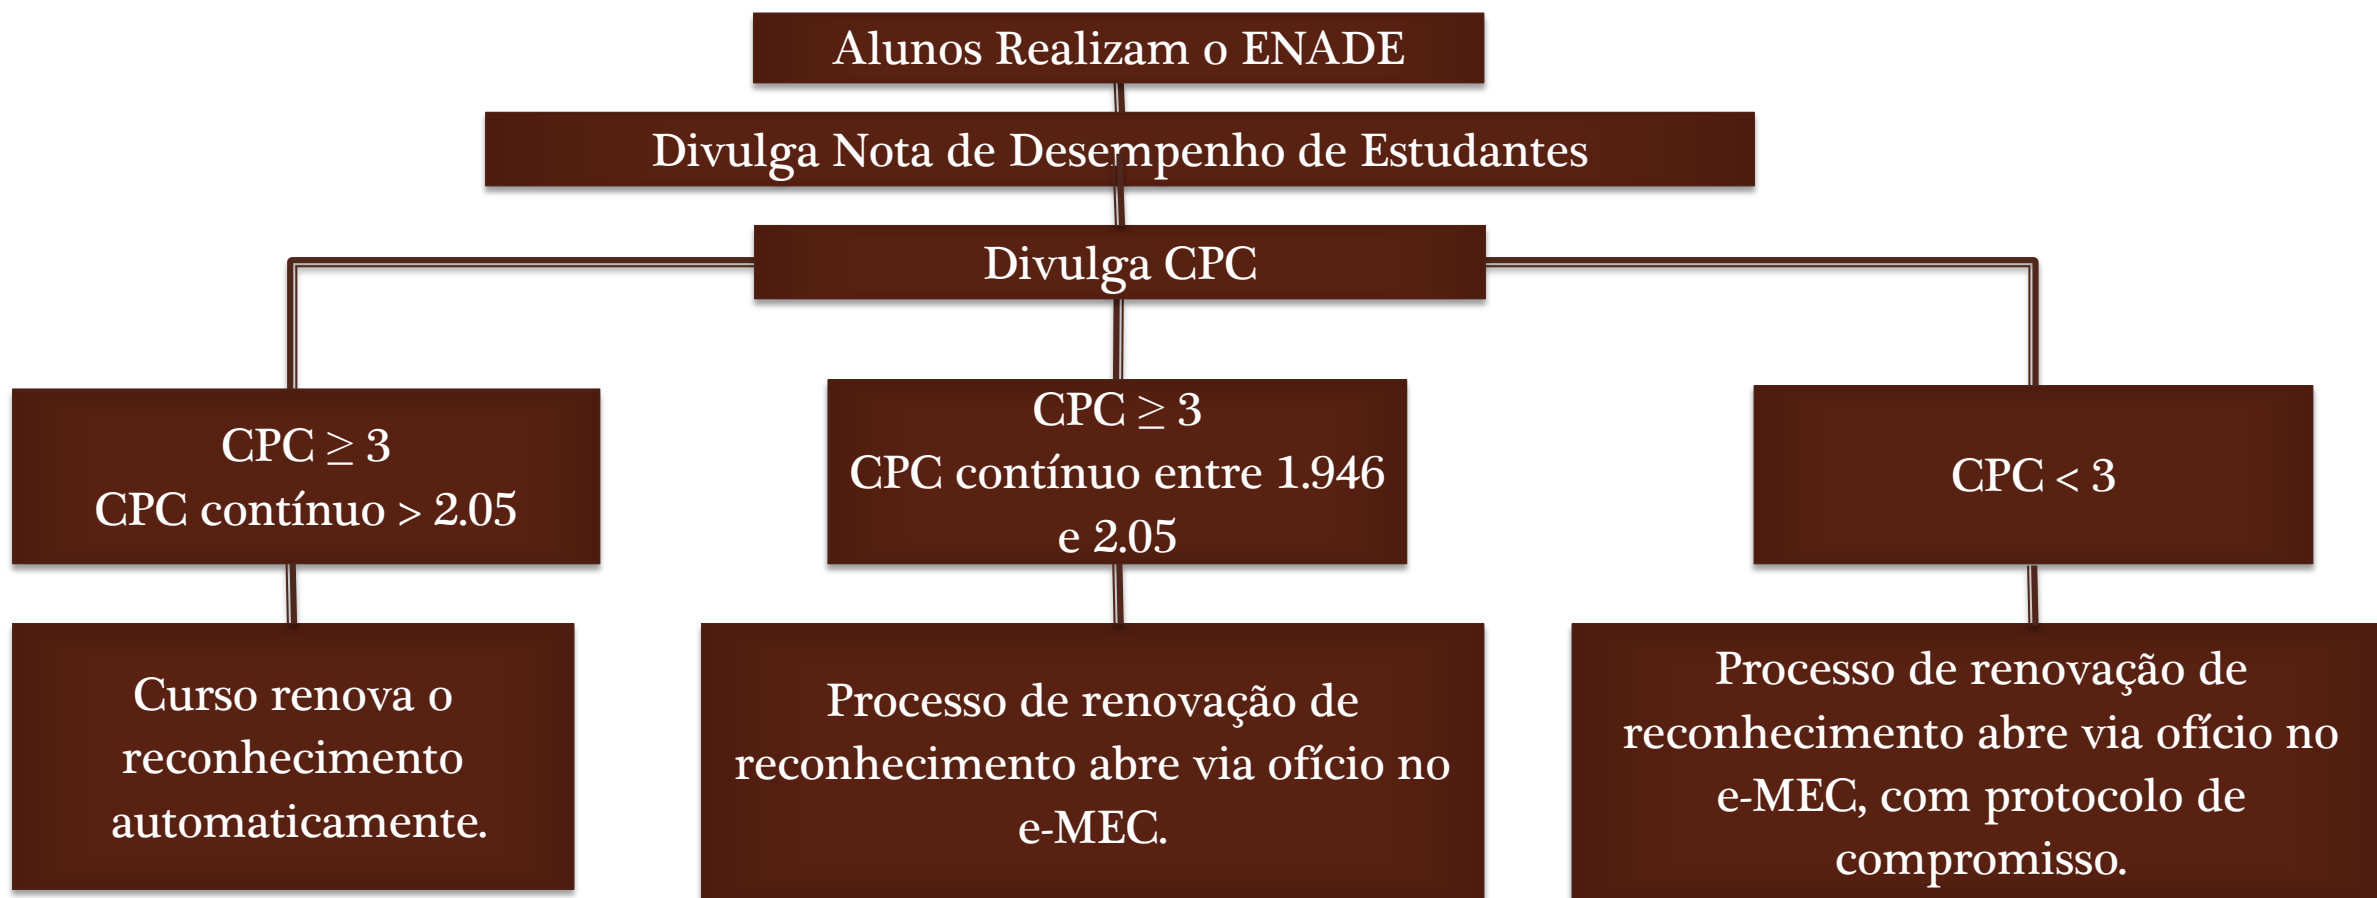 Alunos Realizam o ENADE
Divulga Nota de Desempenho de Estudantes
Divulga CPC
CPC ≥ 3
CPC contínuo > 2.05
CPC ≥ 3
CPC contínuo entre 1.946
e 2.05
CPC < 3
Curso renova o
reconhecimento
automaticamente.
Processo de renovação de
reconhecimento abre via ofício no
e-MEC.
Processo de renovação de
reconhecimento abre via ofício no
e-MEC, com protocolo de
compromisso.